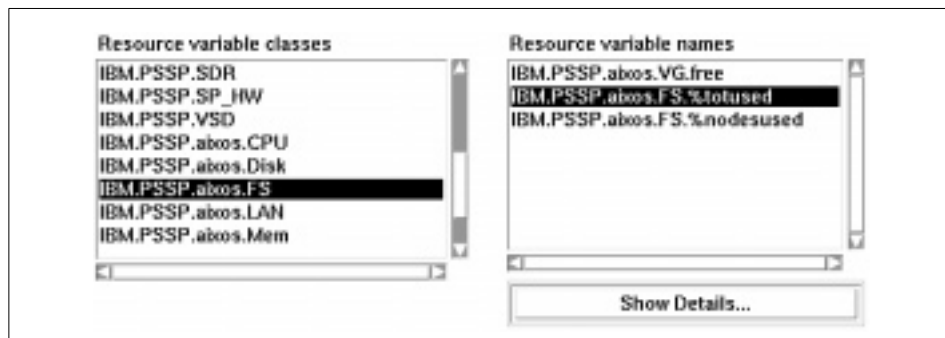 Resource variable classes
IBM.PSSP.SDR
IBM.PSSP.SP_HW
IBM.PSSP.VSD
IBM.PSSP.aixos.CPU
IBM.PSSP.aixos.Disk
IBM.PSSP.aixos.FS
IBM.PSSP.aixos.LAN
IBM.PSSP.aixos.Mem
Resource variable names
IBM.PSSP.aixos.VG.free
IBM.PSSP.aixos.FS.%totused
IBM.PSSP.aixos.FS.%nodesused
Show Details...